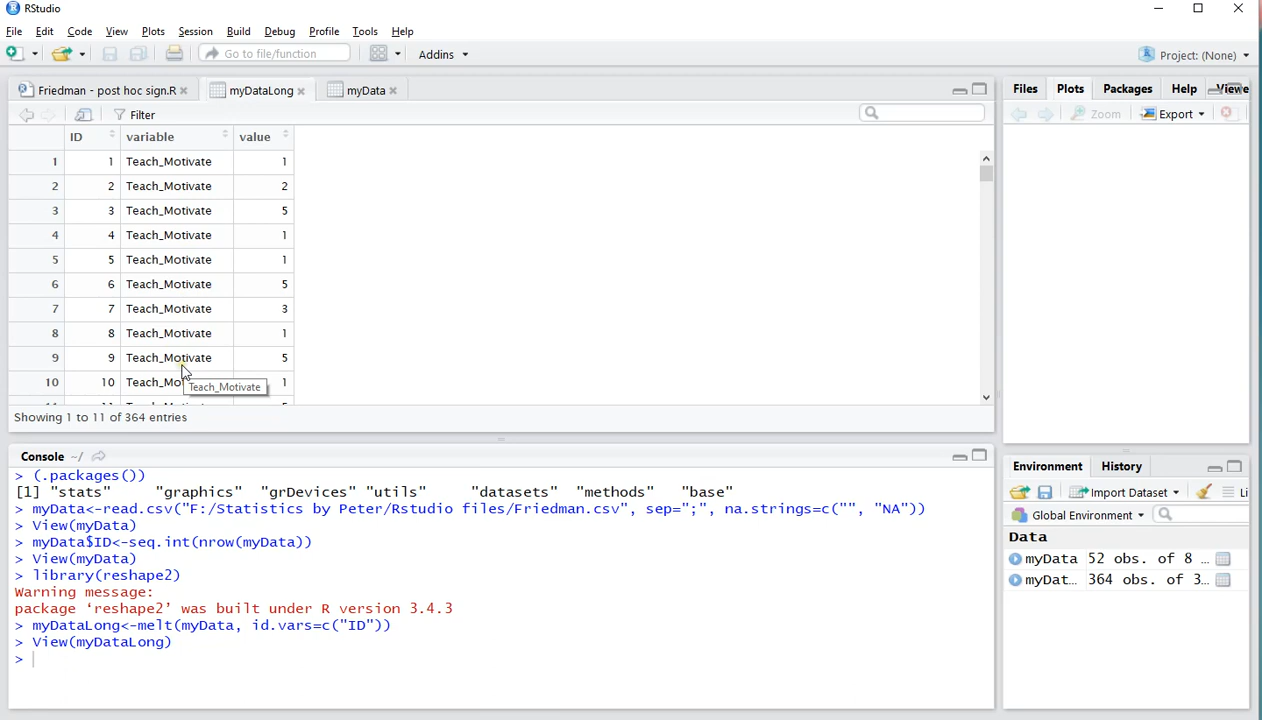 RStudio
File Edit Code View Plots Session Build Debug Profile Tools Help
Go to file/function Addins Project: (None)
Friedman - post hoc sign.R myDataLong myData
Filter
ID variable value
1 1 Teach_Motivate 1
2 2 Teach_Motivate 2
3 3 Teach_Motivate 5
4 4 Teach_Motivate 1
5 5 Teach_Motivate 1
6 6 Teach_Motivate 5
7 7 Teach_Motivate 3
8 8 Teach_Motivate 1
9 9 Teach_Motivate 5
10 10 Teach_Mot 1
Teach_Motivate
Showing 1 to 11 of 364 entries
Console ~/
> (.packages())
[1] "stats" "graphics" "grDevices" "utils" "datasets" "methods" "base"
> myData<-read.csv("F:/Statistics by Peter/Rstudio files/Friedman.csv", sep=";", na.strings=c("", "NA"))
> View(myData)
> myData$ID<-seq.int(nrow(myData))
> View(myData)
> library(reshape2)
Warning message:
package ‘reshape2’ was built under R version 3.4.3
> myDataLong<-melt(myData, id.vars=c("ID"))
> View(myDataLong)
>
Files Plots Packages Help Viewe
Zoom Export
Environment History
Import Dataset Li
Global Environment
Data
myData 52 obs. of 8 ...
myDat... 364 obs. of 3...